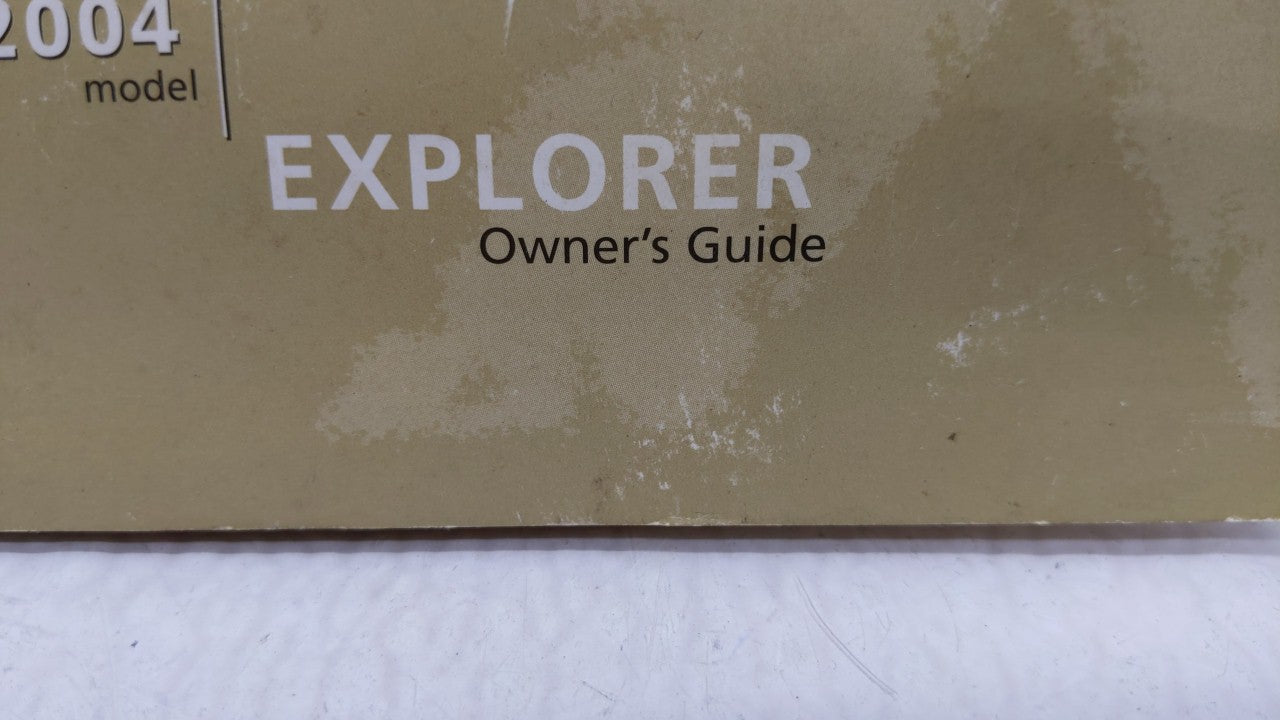 2004
model
EXPLORER
Owner's Guide